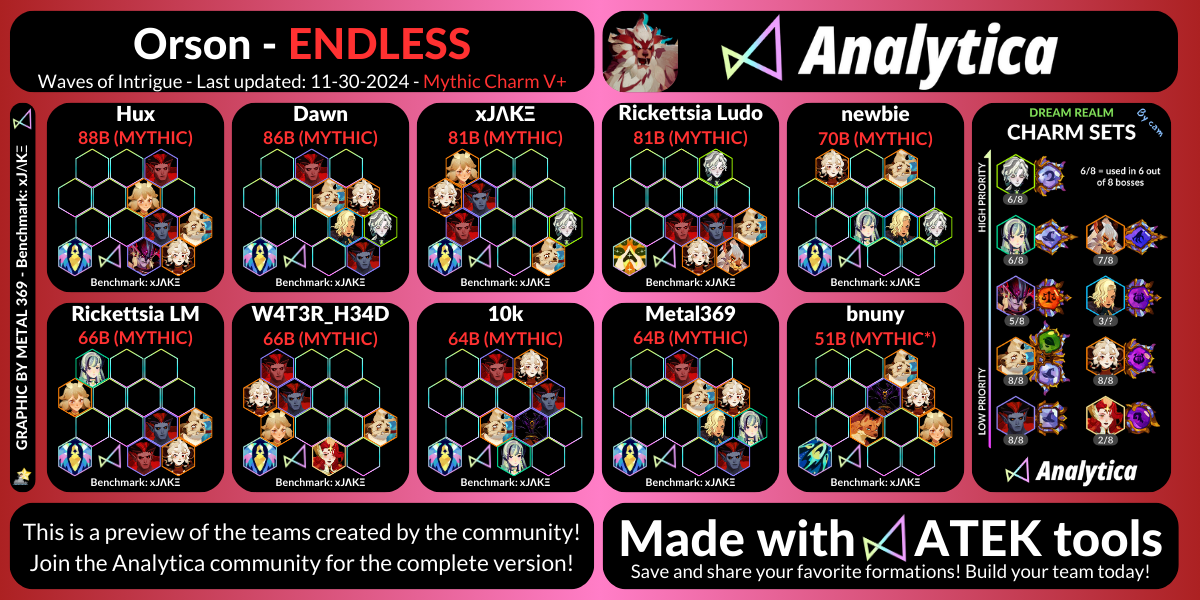 Orson - ENDLESS
Waves of Intrigue - Last updated: 11-30-2024 - Mythic Charm V+
Analytica
GRAPHIC BY METAL 369 - Benchmark: xJΛKΞ
Hux
88B (MYTHIC)
Benchmark: xJΛKΞ
Dawn
86B (MYTHIC)
Benchmark: xJΛKΞ
xJΛKΞ
81B (MYTHIC)
Benchmark: xJΛKΞ
Rickettsia Ludo
81B (MYTHIC)
Benchmark: xJΛKΞ
newbie
70B (MYTHIC)
Benchmark: xJΛKΞ
Rickettsia LM
66B (MYTHIC)
Benchmark: xJΛKΞ
W4T3R_H34D
66B (MYTHIC)
Benchmark: xJΛKΞ
10k
64B (MYTHIC)
Benchmark: xJΛKΞ
Metal369
64B (MYTHIC)
Benchmark: xJΛKΞ
bnuny
51B (MYTHIC*)
Benchmark: xJΛKΞ
DREAM REALM
CHARM SETS
By cam
HIGH PRIORITY
LOW PRIORITY
6/8 = used in 6 out
of 8 bosses
6/8
6/8
7/8
5/8
3/?
8/8
8/8
8/8
2/8
Analytica
This is a preview of the teams created by the community!
Join the Analytica community for the complete version!
Made with ATEK tools
Save and share your favorite formations! Build your team today!